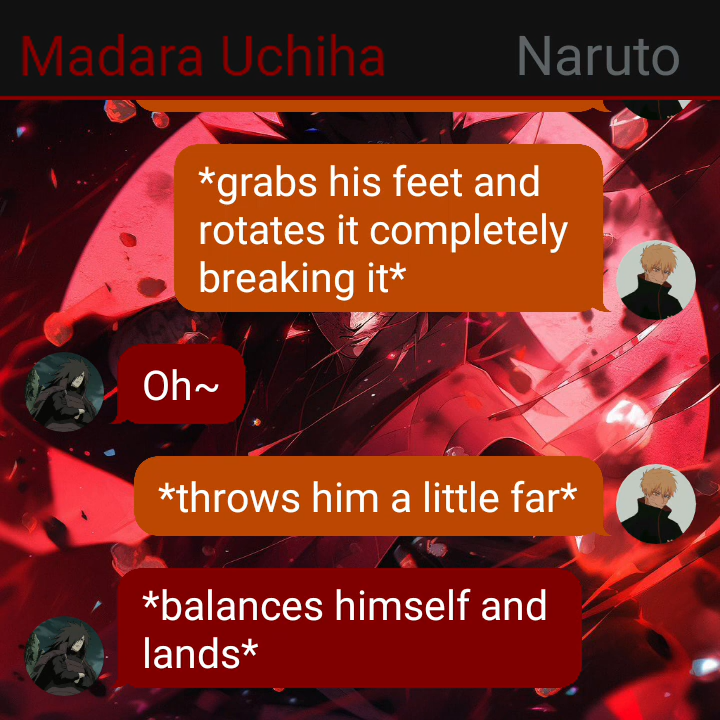 Madara Uchiha
Naruto
*grabs his feet and
rotates it completely
breaking it*
Oh~
*throws him a little far*
*balances himself and
lands*